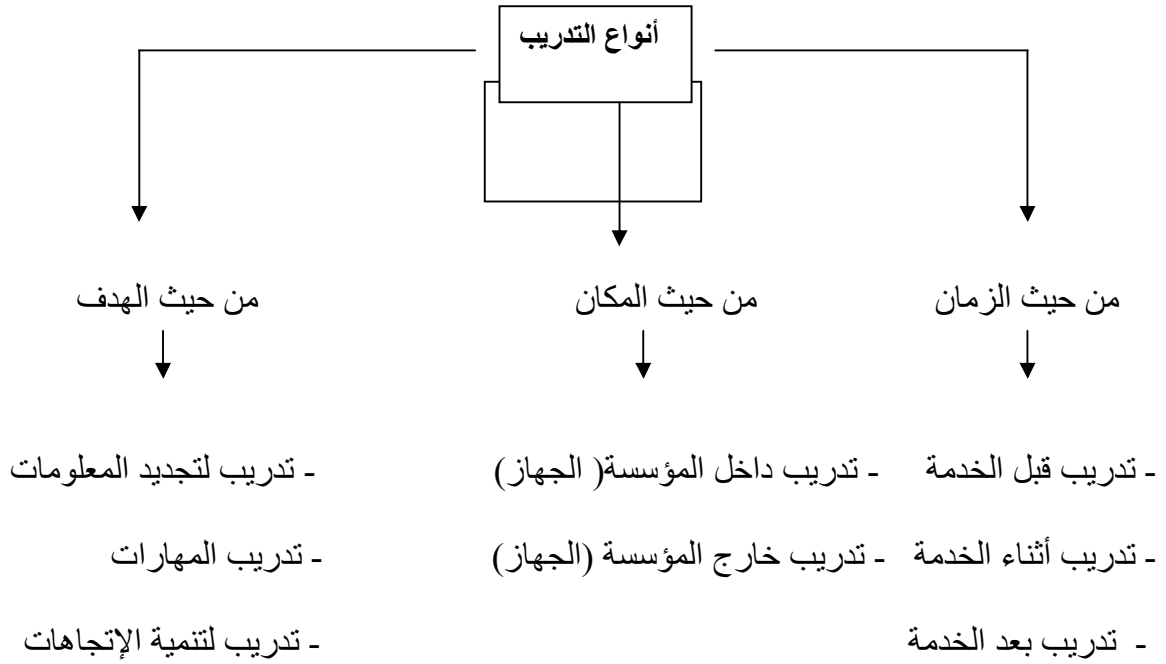 أنواع التدريب
من حيث الزمان
من حيث المكان
من حيث الهدف
- تدريب قبل الخدمة
- تدريب داخل المؤسسة( الجهاز)
- تدريب لتجديد المعلومات
- تدريب أثناء الخدمة
- تدريب خارج المؤسسة (الجهاز)
- تدريب المهارات
- تدريب بعد الخدمة
- تدريب لتنمية الإتجاهات